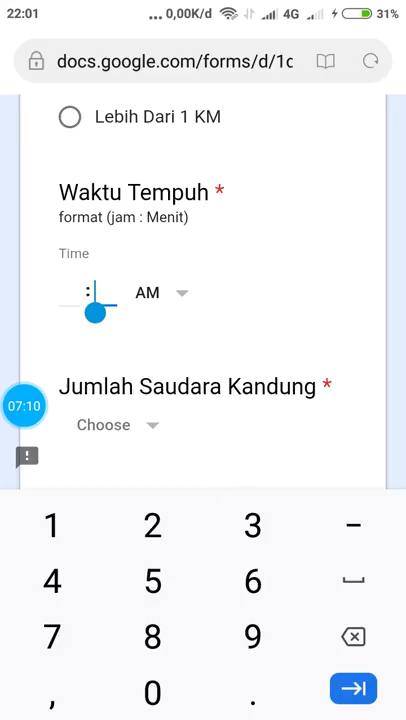 22:01 ... 0,00K/d 4G 31%
docs.google.com/forms/d/1c
Lebih Dari 1 KM
Waktu Tempuh *
format (jam : Menit)
Time
: AM
Jumlah Saudara Kandung *
07:10
Choose
!
1 2 3 -
4 5 6
7 8 9
, 0 .